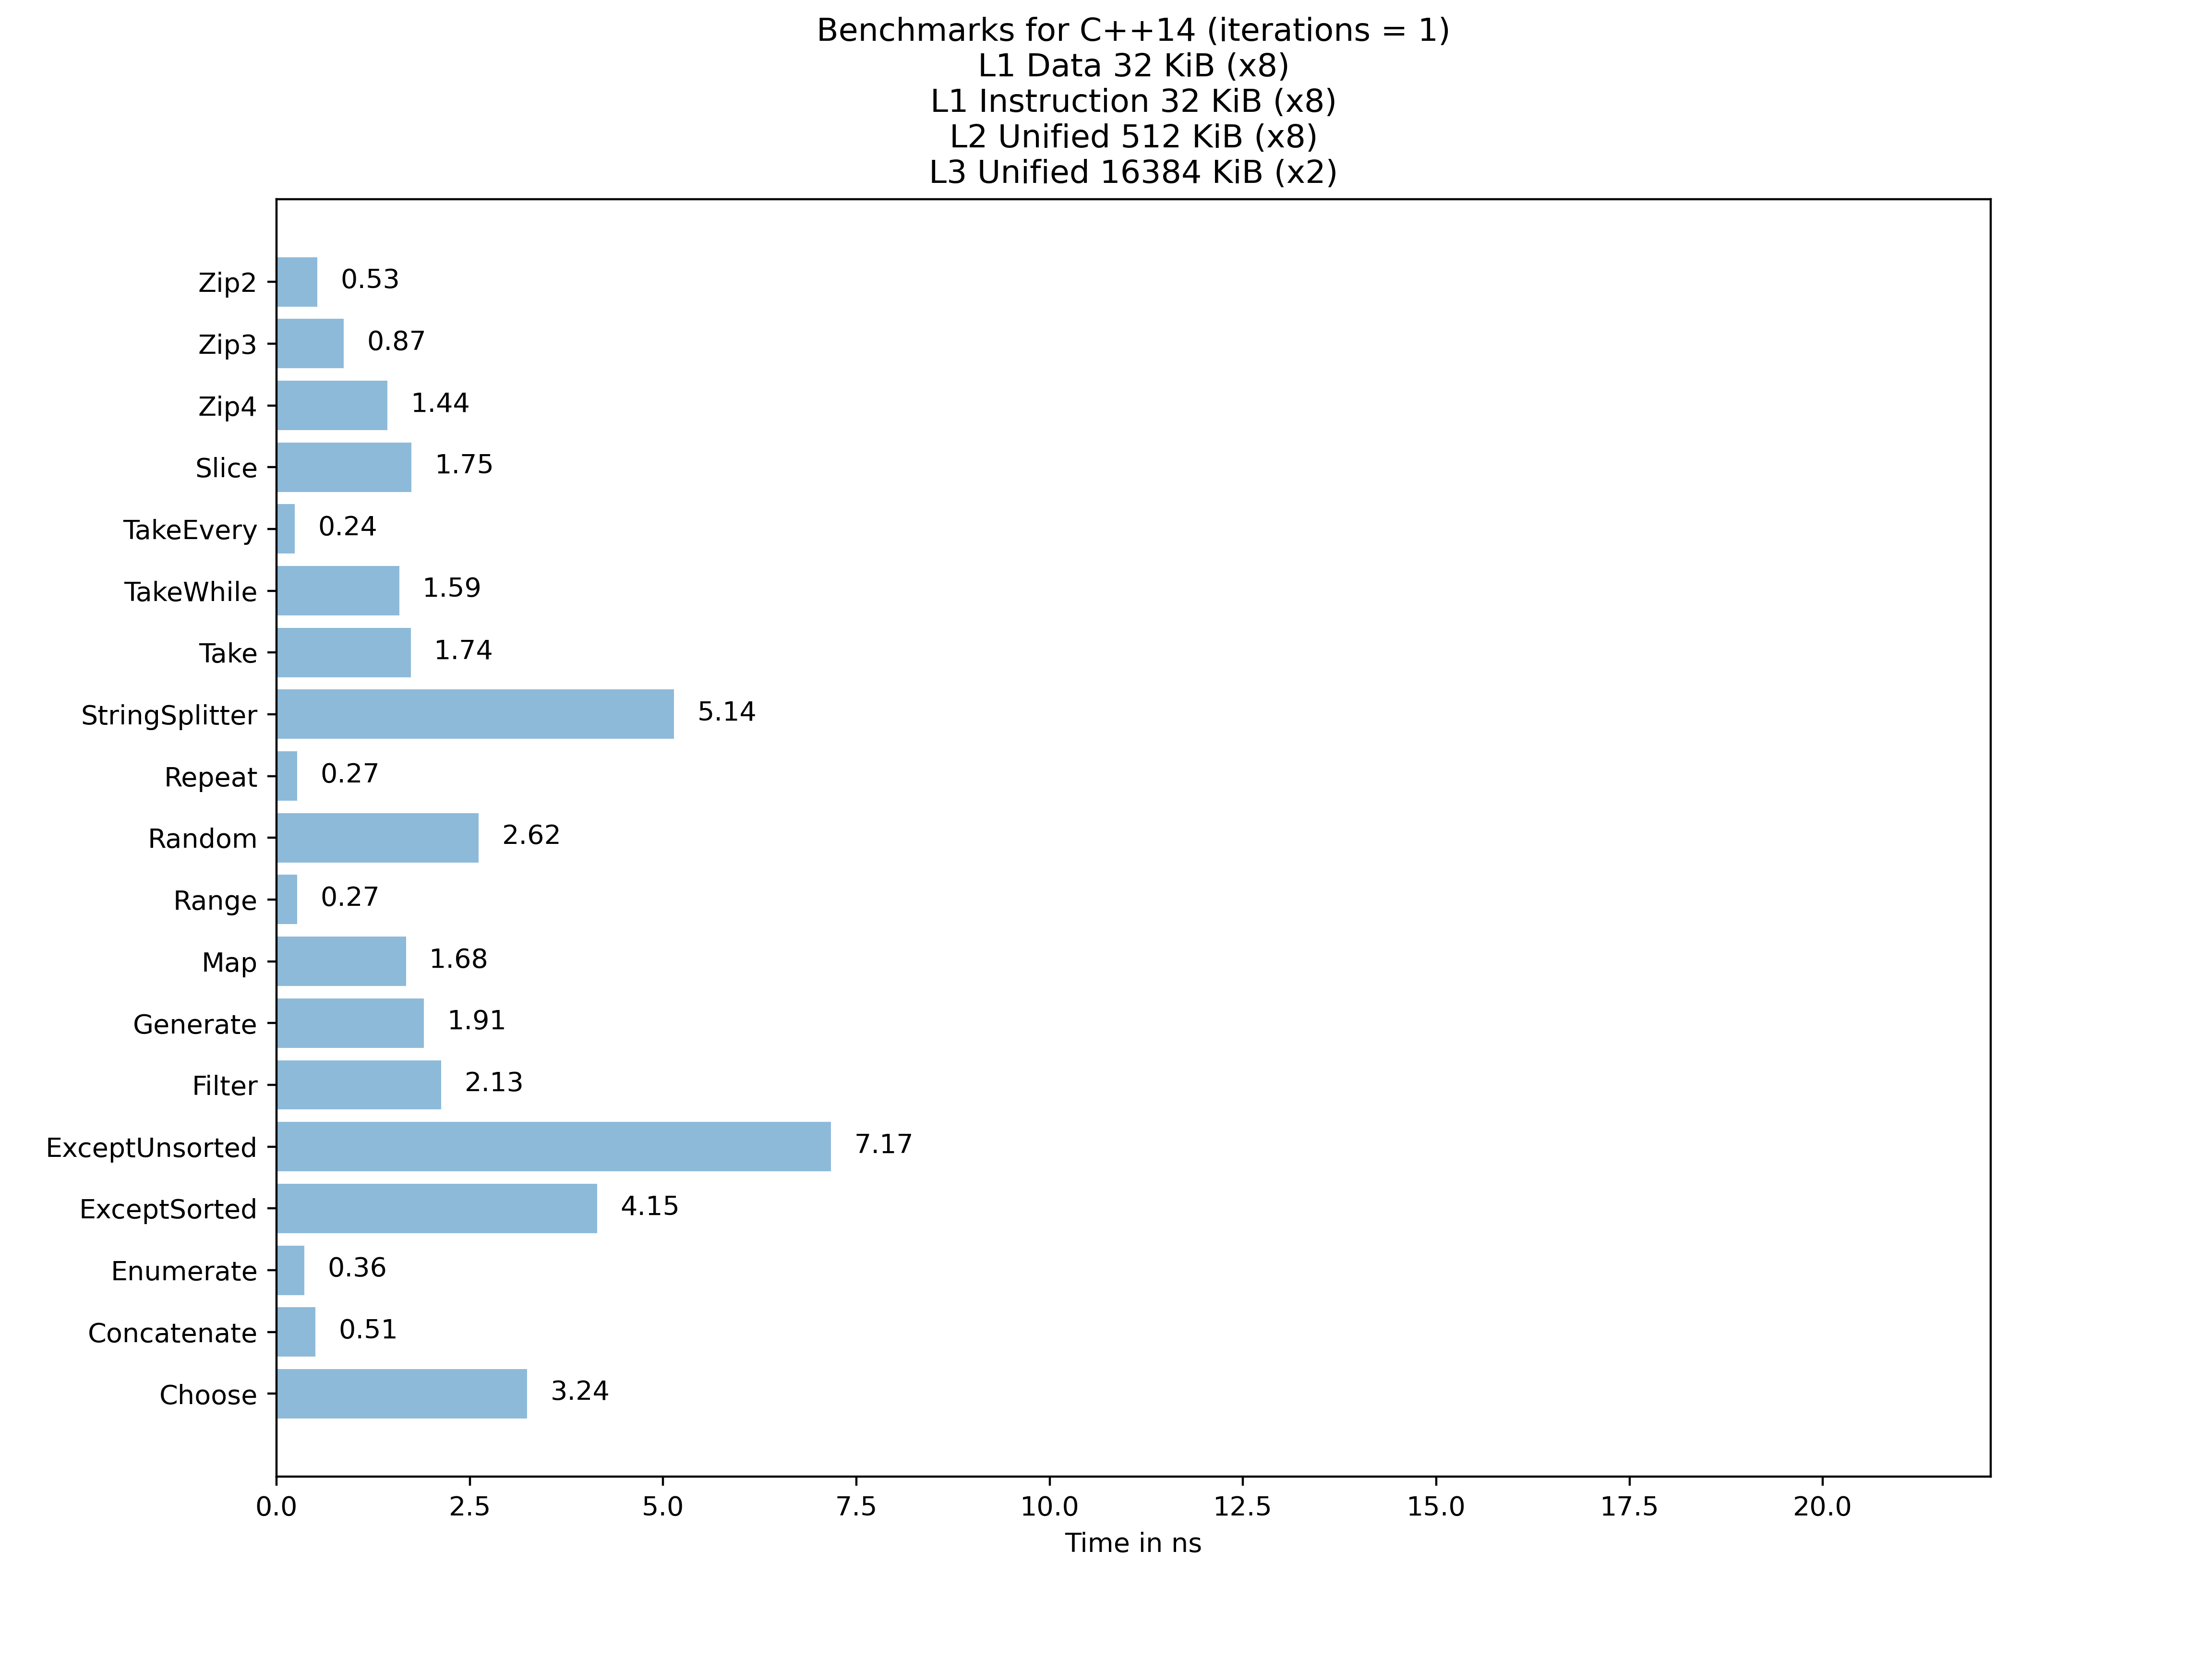 Benchmarks for C++14 (iterations = 1)
L1 Data 32 KiB (x8)
L1 Instruction 32 KiB (x8)
L2 Unified 512 KiB (x8)
L3 Unified 16384 KiB (x2)
Zip2 0.53
Zip3 0.87
Zip4 1.44
Slice 1.75
TakeEvery 0.24
TakeWhile 1.59
Take 1.74
StringSplitter 5.14
Repeat 0.27
Random 2.62
Range 0.27
Map 1.68
Generate 1.91
Filter 2.13
ExceptUnsorted 7.17
ExceptSorted 4.15
Enumerate 0.36
Concatenate 0.51
Choose 3.24
0.0 2.5 5.0 7.5 10.0 12.5 15.0 17.5 20.0
Time in ns